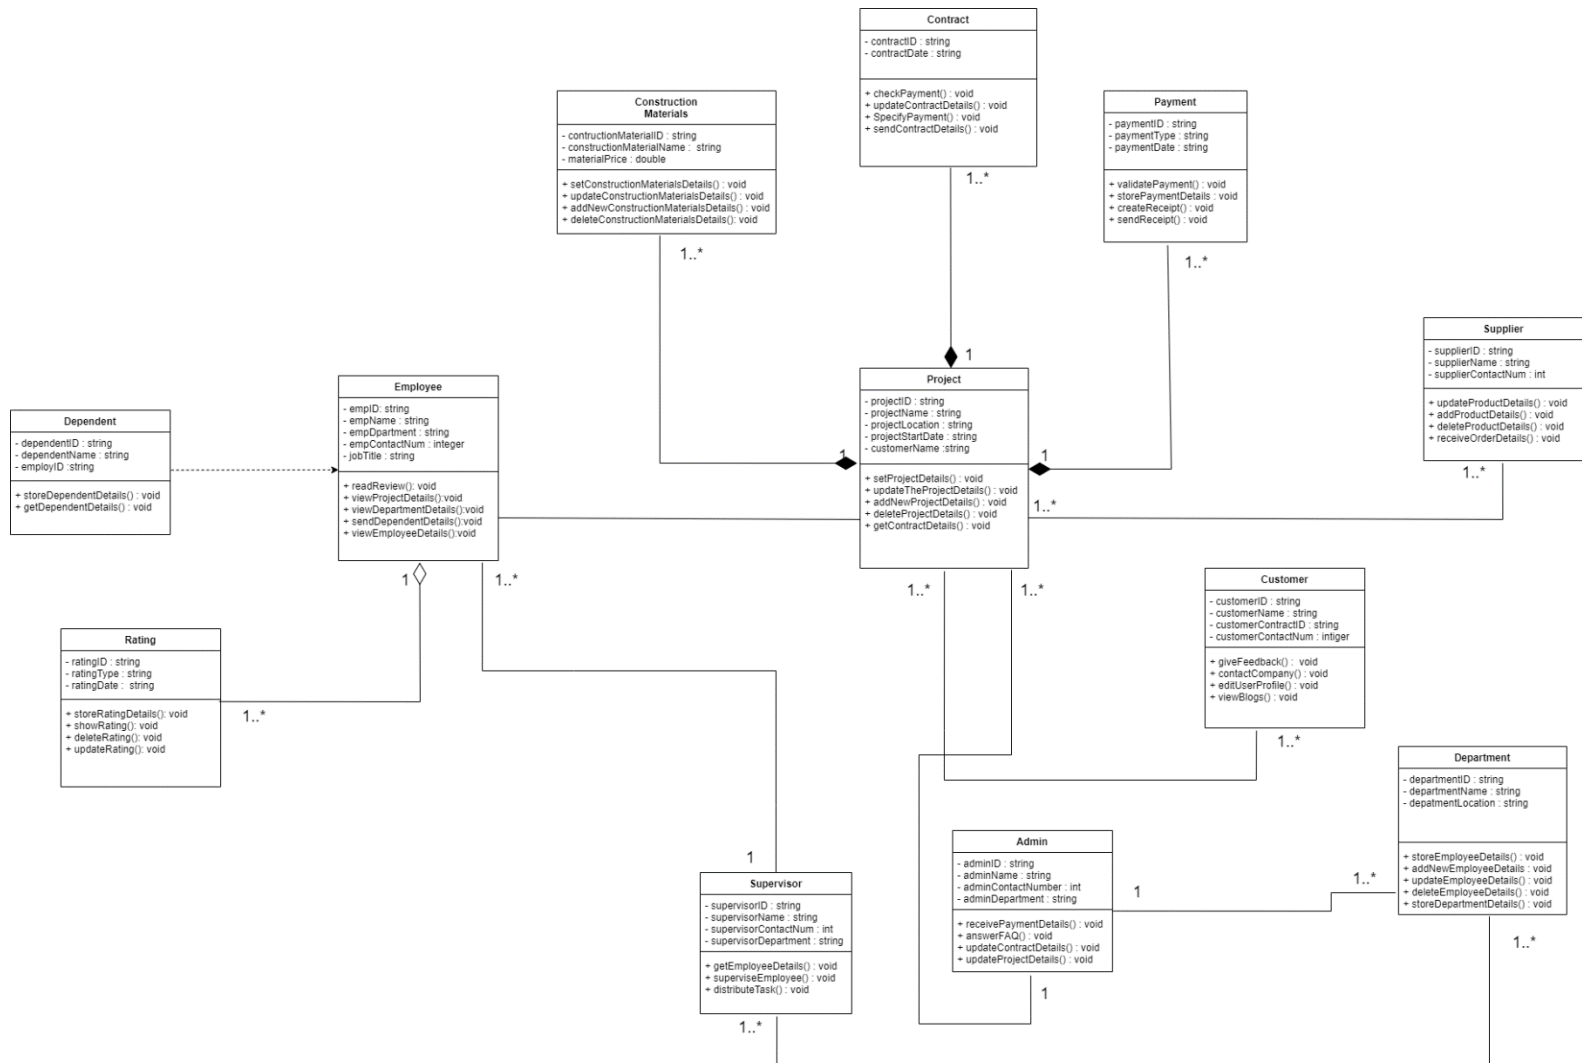 Contract
- contractID : string
- contractDate : string
+ checkPayment() : void
+ updateContractDetails() : void
+ SpecifyPayment() : void
+ sendContractDetails() : void
1..*
1
Construction
Materials
- contructionMaterialID : string
- constructionMaterialName : string
- materialPrice : double
+ setConstructionMaterialsDetails() : void
+ updateConstructionMaterialsDetails() : void
+ addNewConstructionMaterialsDetails() : void
+ deleteConstructionMaterialsDetails(): void
1..*
1
Payment
- paymentID : string
- paymentType : string
- paymentDate : string
+ validatePayment() : void
+ storePaymentDetails : void
+ createReceipt() : void
+ sendReceipt() : void
1..*
1
Supplier
- supplierID : string
- supplierName : string
- supplierContactNum : int
+ updateProductDetails() : void
+ addProductDetails() : void
+ deleteProductDetails() : void
+ receiveOrderDetails() : void
1..*
1..*
Project
- projectID : string
- projectName : string
- projectLocation : string
- projectStartDate : string
- customerName :string
+ setProjectDetails() : void
+ updateTheProjectDetails() : void
+ addNewProjectDetails() : void
+ deleteProjectDetails() : void
+ getContractDetails() : void
1..*
1..*
Employee
- empID: string
- empName : string
- empDpartment : string
- empContactNum : integer
- jobTitle : string
+ readReview(): void
+ viewProjectDetails():void
+ viewDepartmentDetails():void
+ sendDependentDetails():void
+ viewEmployeeDetails():void
1
1..*
Dependent
- dependentID : string
- dependentName : string
- employID :string
+ storeDependentDetails() : void
+ getDependentDetails() : void
Rating
- ratingID : string
- ratingType : string
- ratingDate : string
+ storeRatingDetails(): void
+ showRating(): void
+ deleteRating(): void
+ updateRating(): void
1..*
Customer
- customerID : string
- customerName : string
- customerContractID : string
- customerContactNum : intiger
+ giveFeedback() : void
+ contactCompany() : void
+ editUserProfile() : void
+ viewBlogs() : void
1..*
Department
- departmentID : string
- departmentName : string
- depatmentLocation : string
+ storeEmployeeDetails() : void
+ addNewEmployeeDetails : void
+ updateEmployeeDetails() : void
+ deleteEmployeeDetails() : void
+ storeDepartmentDetails() : void
1..*
1..*
Admin
- adminID : string
- adminName : string
- adminContactNumber : int
- adminDepartment : string
+ receivePaymentDetails() : void
+ answerFAQ() : void
+ updateContractDetails() : void
+ updateProjectDetails() : void
1
1
1
Supervisor
- supervisorID : string
- supervisorName : string
- supervisorContactNum : int
- supervisorDepartment : string
+ getEmployeeDetails() : void
+ superviseEmployee() : void
+ distributeTask() : void
1..*